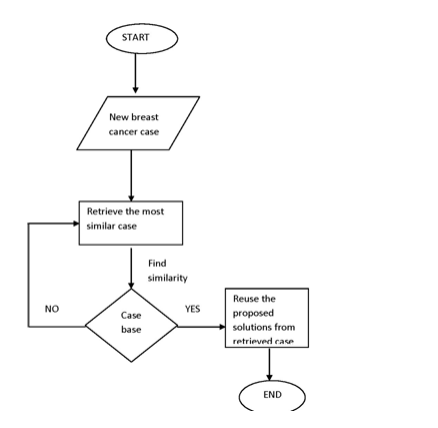 START
New breast
cancer case
Retrieve the most
similar case
Find
similarity
NO
Case
base
YES
Reuse the
proposed
solutions from
retrieved case
END